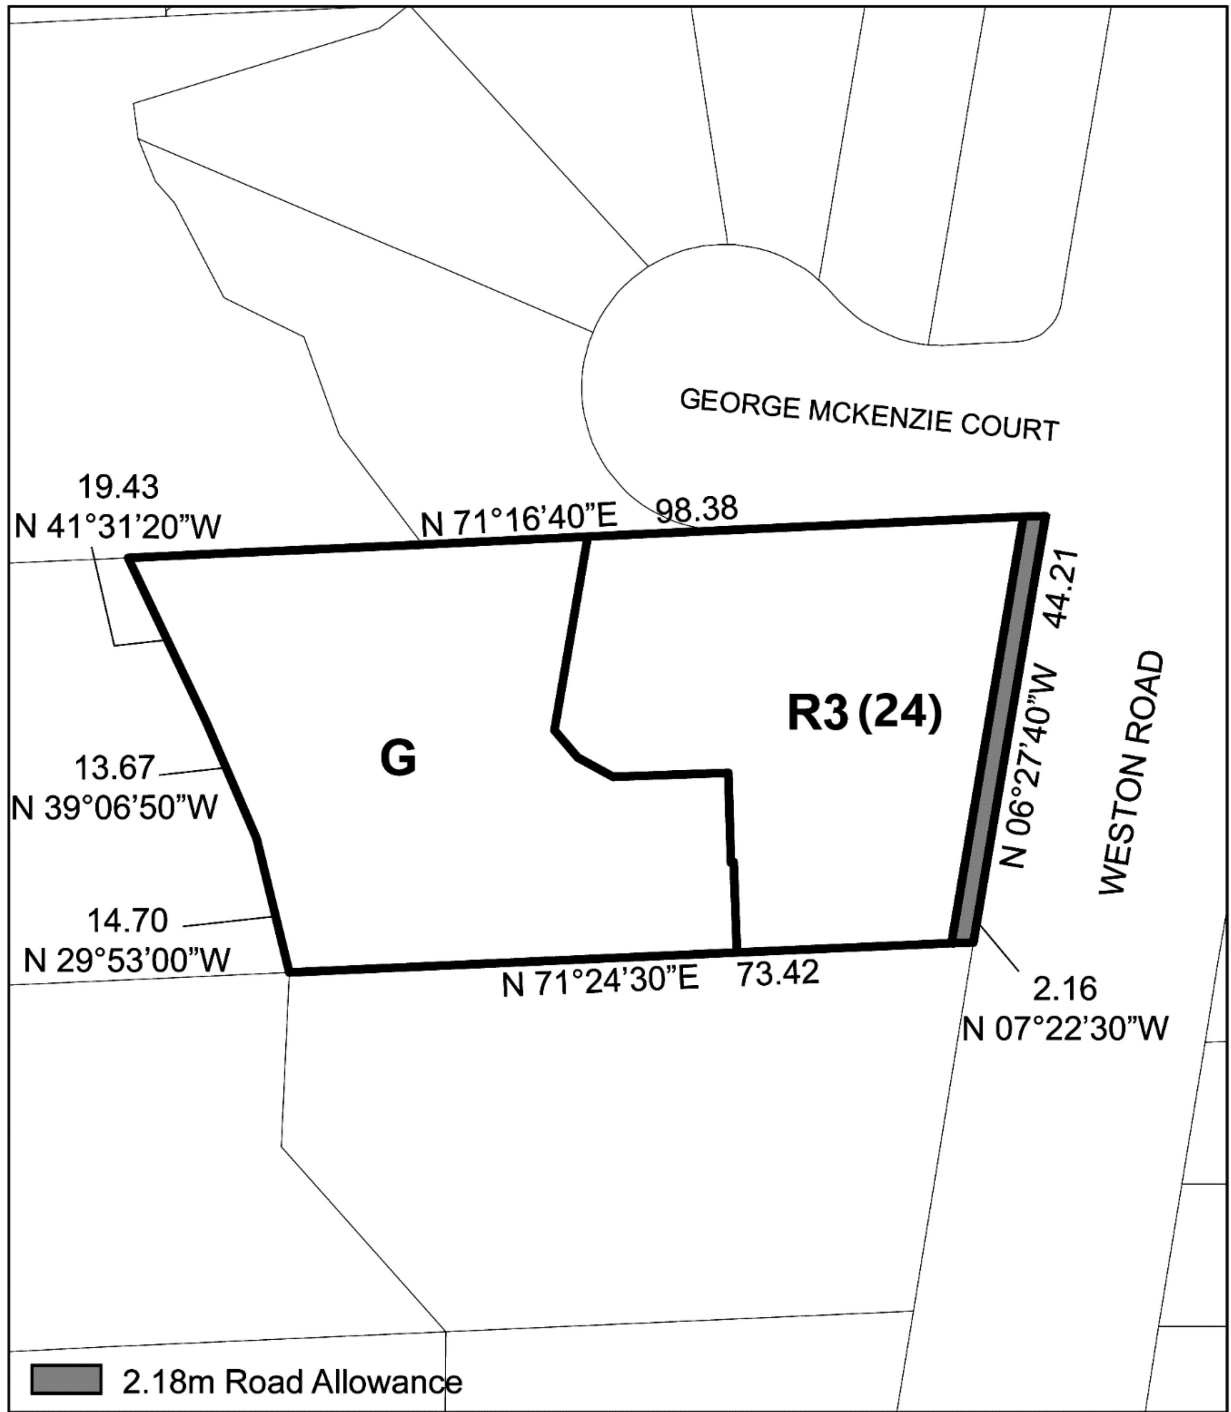 GEORGE MCKENZIE COURT
19.43
N 41°31'20”W
N 71°16'40”E 98.38
44.21
N 06°27'40”W
WESTON ROAD
R3 (24)
G
13.67
N 39°06'50”W
14.70
N 29°53'00”W
N 71°24'30”E 73.42
2.16
N 07°22'30”W
2.18m Road Allowance